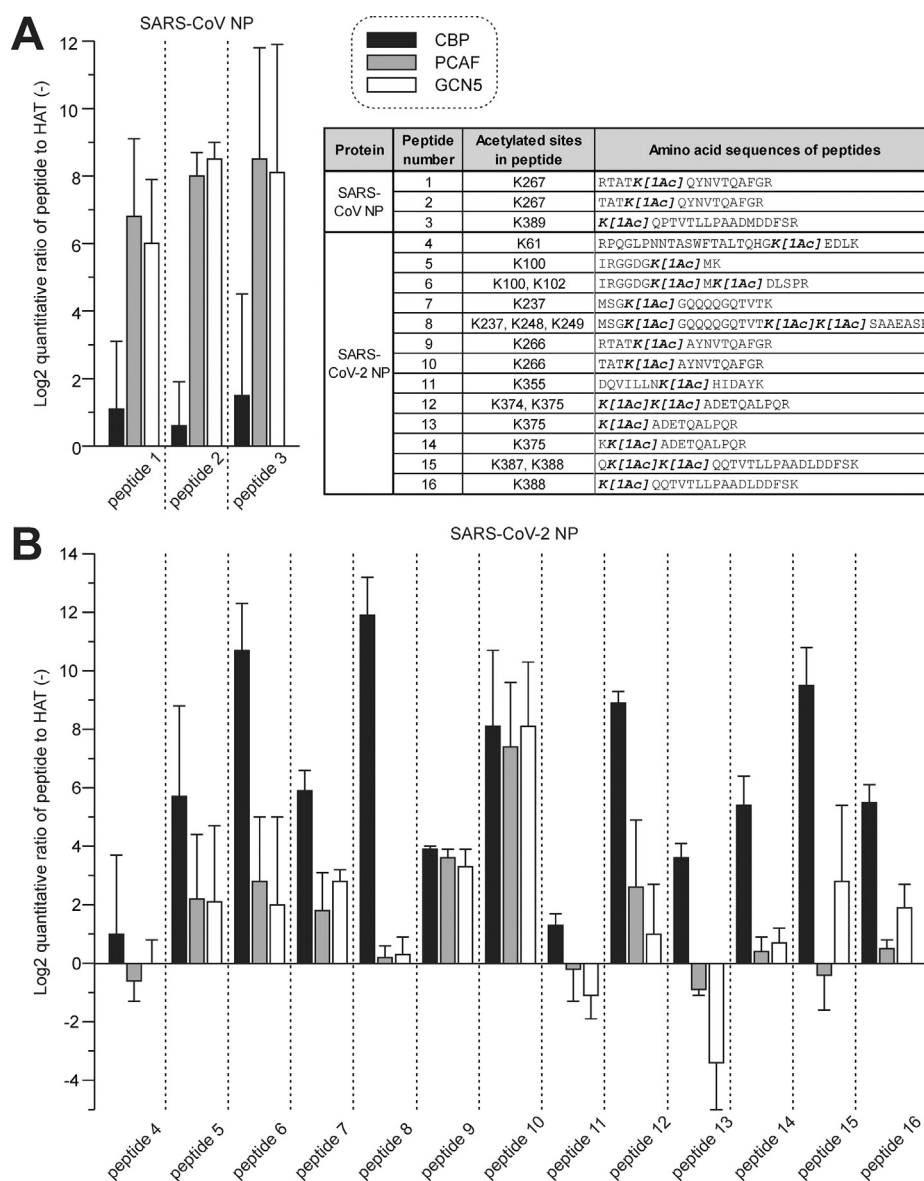 A
SARS-CoV NP
CBP
PCAF
GCN5
Log2 quantitative ratio of peptide to HAT (-)
12
10
8
6
4
2
0
peptide 1
peptide 2
peptide 3
Protein Peptide number Acetylated sites in peptide Amino acid sequences of peptides
SARS-CoV NP
1 K267 RTATK[1Ac]QYNVTQAFGR
2 K267 TATK[1Ac]QYNVTQAFGR
3 K389 K[1Ac]QPTVTLLPAADMDDFSR
SARS-CoV-2 NP
4 K61 RPQGLPNNTASWFTALTQHGK[1Ac]EDLK
5 K100 IRGGDGK[1Ac]MK
6 K100, K102 IRGGDGK[1Ac]MK[1Ac]DLSPR
7 K237 MSGK[1Ac]GQQQQGQTVTK
8 K237, K248, K249 MSGK[1Ac]GQQQQGQTVTK[1Ac]K[1Ac]SAAEAS
9 K266 RTATK[1Ac]AYNVTQAFGR
10 K266 TATK[1Ac]AYNVTQAFGR
11 K355 DQVILLNK[1Ac]HIDAYK
12 K374, K375 K[1Ac]K[1Ac]ADETQALPQR
13 K375 K[1Ac]ADETQALPQR
14 K375 KK[1Ac]ADETQALPQR
15 K387, K388 QK[1Ac]K[1Ac]QQTVTLLPAADLDDFSK
16 K388 K[1Ac]QQTVTLLPAADLDDFSK
B
SARS-CoV-2 NP
Log2 quantitative ratio of peptide to HAT (-)
14
12
10
8
6
4
2
0
-2
-4
peptide 4
peptide 5
peptide 6
peptide 7
peptide 8
peptide 9
peptide 10
peptide 11
peptide 12
peptide 13
peptide 14
peptide 15
peptide 16